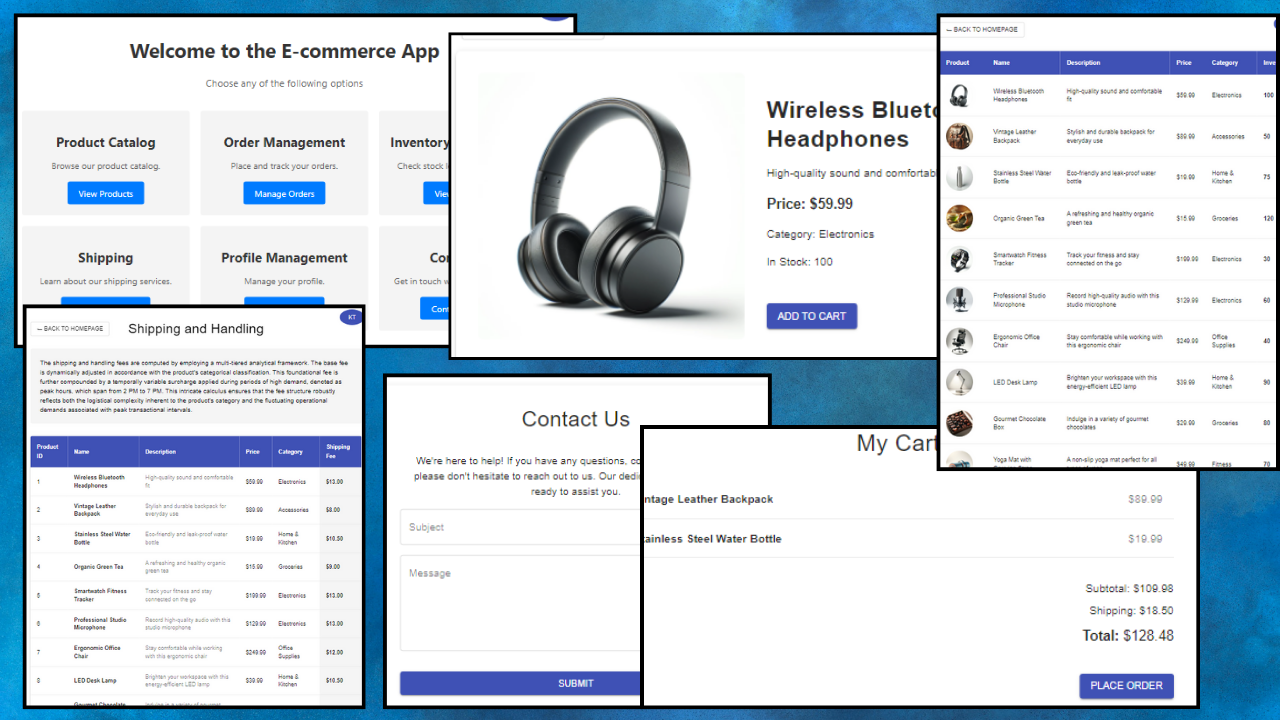 Welcome to the E-commerce App
Choose any of the following options
Product Catalog
Browse our product catalog.
View Products
Order Management
Place and track your orders.
Manage Orders
Inventory
Check stock
Shipping
Learn about our shipping services.
Profile Management
Manage your profile.
Get in touch
Wireless
Headphones
High-quality sound and
Price: $59.99
Category: Electronics
In Stock: 100
ADD TO CART
BACK TO HOMEPAGE
Product Name Description Price Category
Wireless Bluetooth
Headphones
High-quality sound and comfortable
fit
$59.99 Electronics 100
Vintage Leather
Backpack
Stylish and durable backpack for
everyday use
$89.99 Accessories 50
Stainless Steel Water
Bottle
Eco-friendly and leak-proof water
bottle
$19.99 Home &
Kitchen
75
Organic Green Tea
A refreshing and healthy organic
green tea
$15.99 Groceries 120
Smartwatch Fitness
Tracker
Track your fitness and stay
connected on the go
$199.99 Electronics 30
Professional Studio
Microphone
Record high-quality audio with this
studio microphone
$129.99 Electronics 60
Ergonomic Office
Chair
Stay comfortable while working with
this ergonomic chair
$249.99 Office
Supplies
40
LED Desk Lamp
Brighten your workspace with this
energy-efficient LED lamp
$39.99 Home &
Kitchen
90
Gourmet Chocolate
Box
Indulge in a variety of gourmet
chocolates
$29.99 Groceries 80
Yoga Mat with
A non-slip yoga mat perfect for all
$49.99 Fitness 70
KT
BACK TO HOMEPAGE
Shipping and Handling
The shipping and handling fees are computed by employing a multi-tiered analytical framework. The base fee
is dynamically adjusted in accordance with the product's categorical classification. This foundational fee is
further compounded by a temporally variable surcharge applied during periods of high demand, denoted as
peak hours, which span from 2 PM to 7 PM. This intricate calculus ensures that the fee structure robustly
reflects both the logistical complexity inherent to the product's category and the fluctuating operational
demands associated with peak transactional intervals.
Product
ID
Name Description Price Category Shipping
Fee
1 Wireless Bluetooth
Headphones
High-quality sound and comfortable
fit
$59.99 Electronics $13.00
2 Vintage Leather
Backpack
Stylish and durable backpack for
everyday use
$89.99 Accessories $8.00
3 Stainless Steel Water
Bottle
Eco-friendly and leak-proof water
bottle
$19.99 Home &
Kitchen
$10.50
4 Organic Green Tea
A refreshing and healthy organic
green tea
$15.99 Groceries $9.00
5 Smartwatch Fitness
Tracker
Track your fitness and stay
connected on the go
$199.99 Electronics $13.00
6 Professional Studio
Microphone
Record high-quality audio with this
studio microphone
$129.99 Electronics $13.00
7 Ergonomic Office
Chair
Stay comfortable while working
with this ergonomic chair
$249.99 Office
Supplies
$12.00
8 LED Desk Lamp
Brighten your workspace with this
energy-efficient LED lamp
$39.99 Home &
Kitchen
$10.50
Contact Us
We're here to help! If you have any questions,
please don't hesitate to reach out to us. Our
ready to assist you.
Subject
Message
SUBMIT
My Cart
Leather Backpack $89.99
Steel Water Bottle $19.99
Subtotal: $109.98
Shipping: $18.50
Total: $128.48
PLACE ORDER